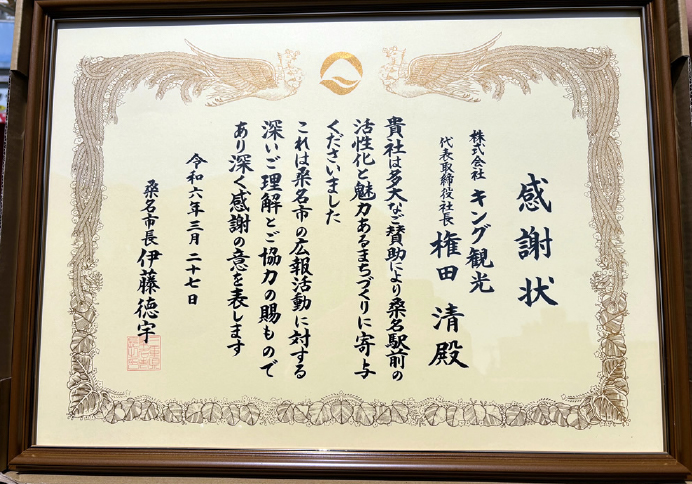 感謝状
株式会社 キング観光
代表取締役社長 権田 清 殿
貴社は多大なご賛助により桑名駅前の
活性化と魅力あるまちづくりに寄与
くださいました
これは桑名市の広報活動に対する
深いご理解とご協力の賜もので
あり深く感謝の意を表します
令和六年三月二十七日
桑名市長 伊藤徳宇